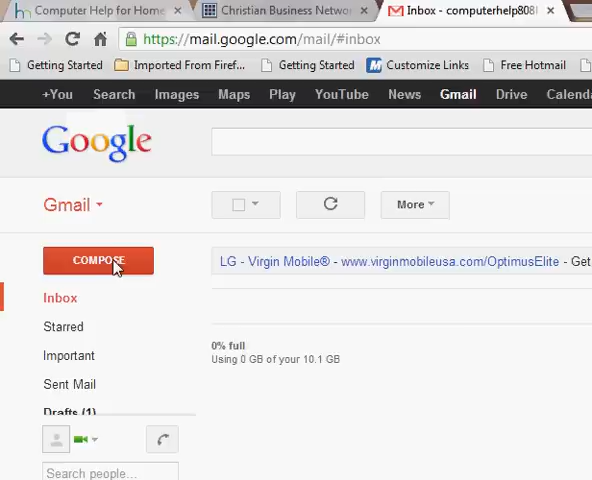 Computer Help for Home
Christian Business Netwo
Inbox - computerhelp808
https://mail.google.com/mail/#inbox
Getting Started
Imported From Firef...
Customize Links
Free Hotmail
+You Search Images Maps Play YouTube News Gmail Drive Calenda
Google
Gmail
More
COMPOSE
LG - Virgin Mobile® - www.virginmobileusa.com/OptimusElite - Get
Inbox
Starred
0% full
Important
Using 0 GB of your 10.1 GB
Sent Mail
Drafts (1)
Search people...